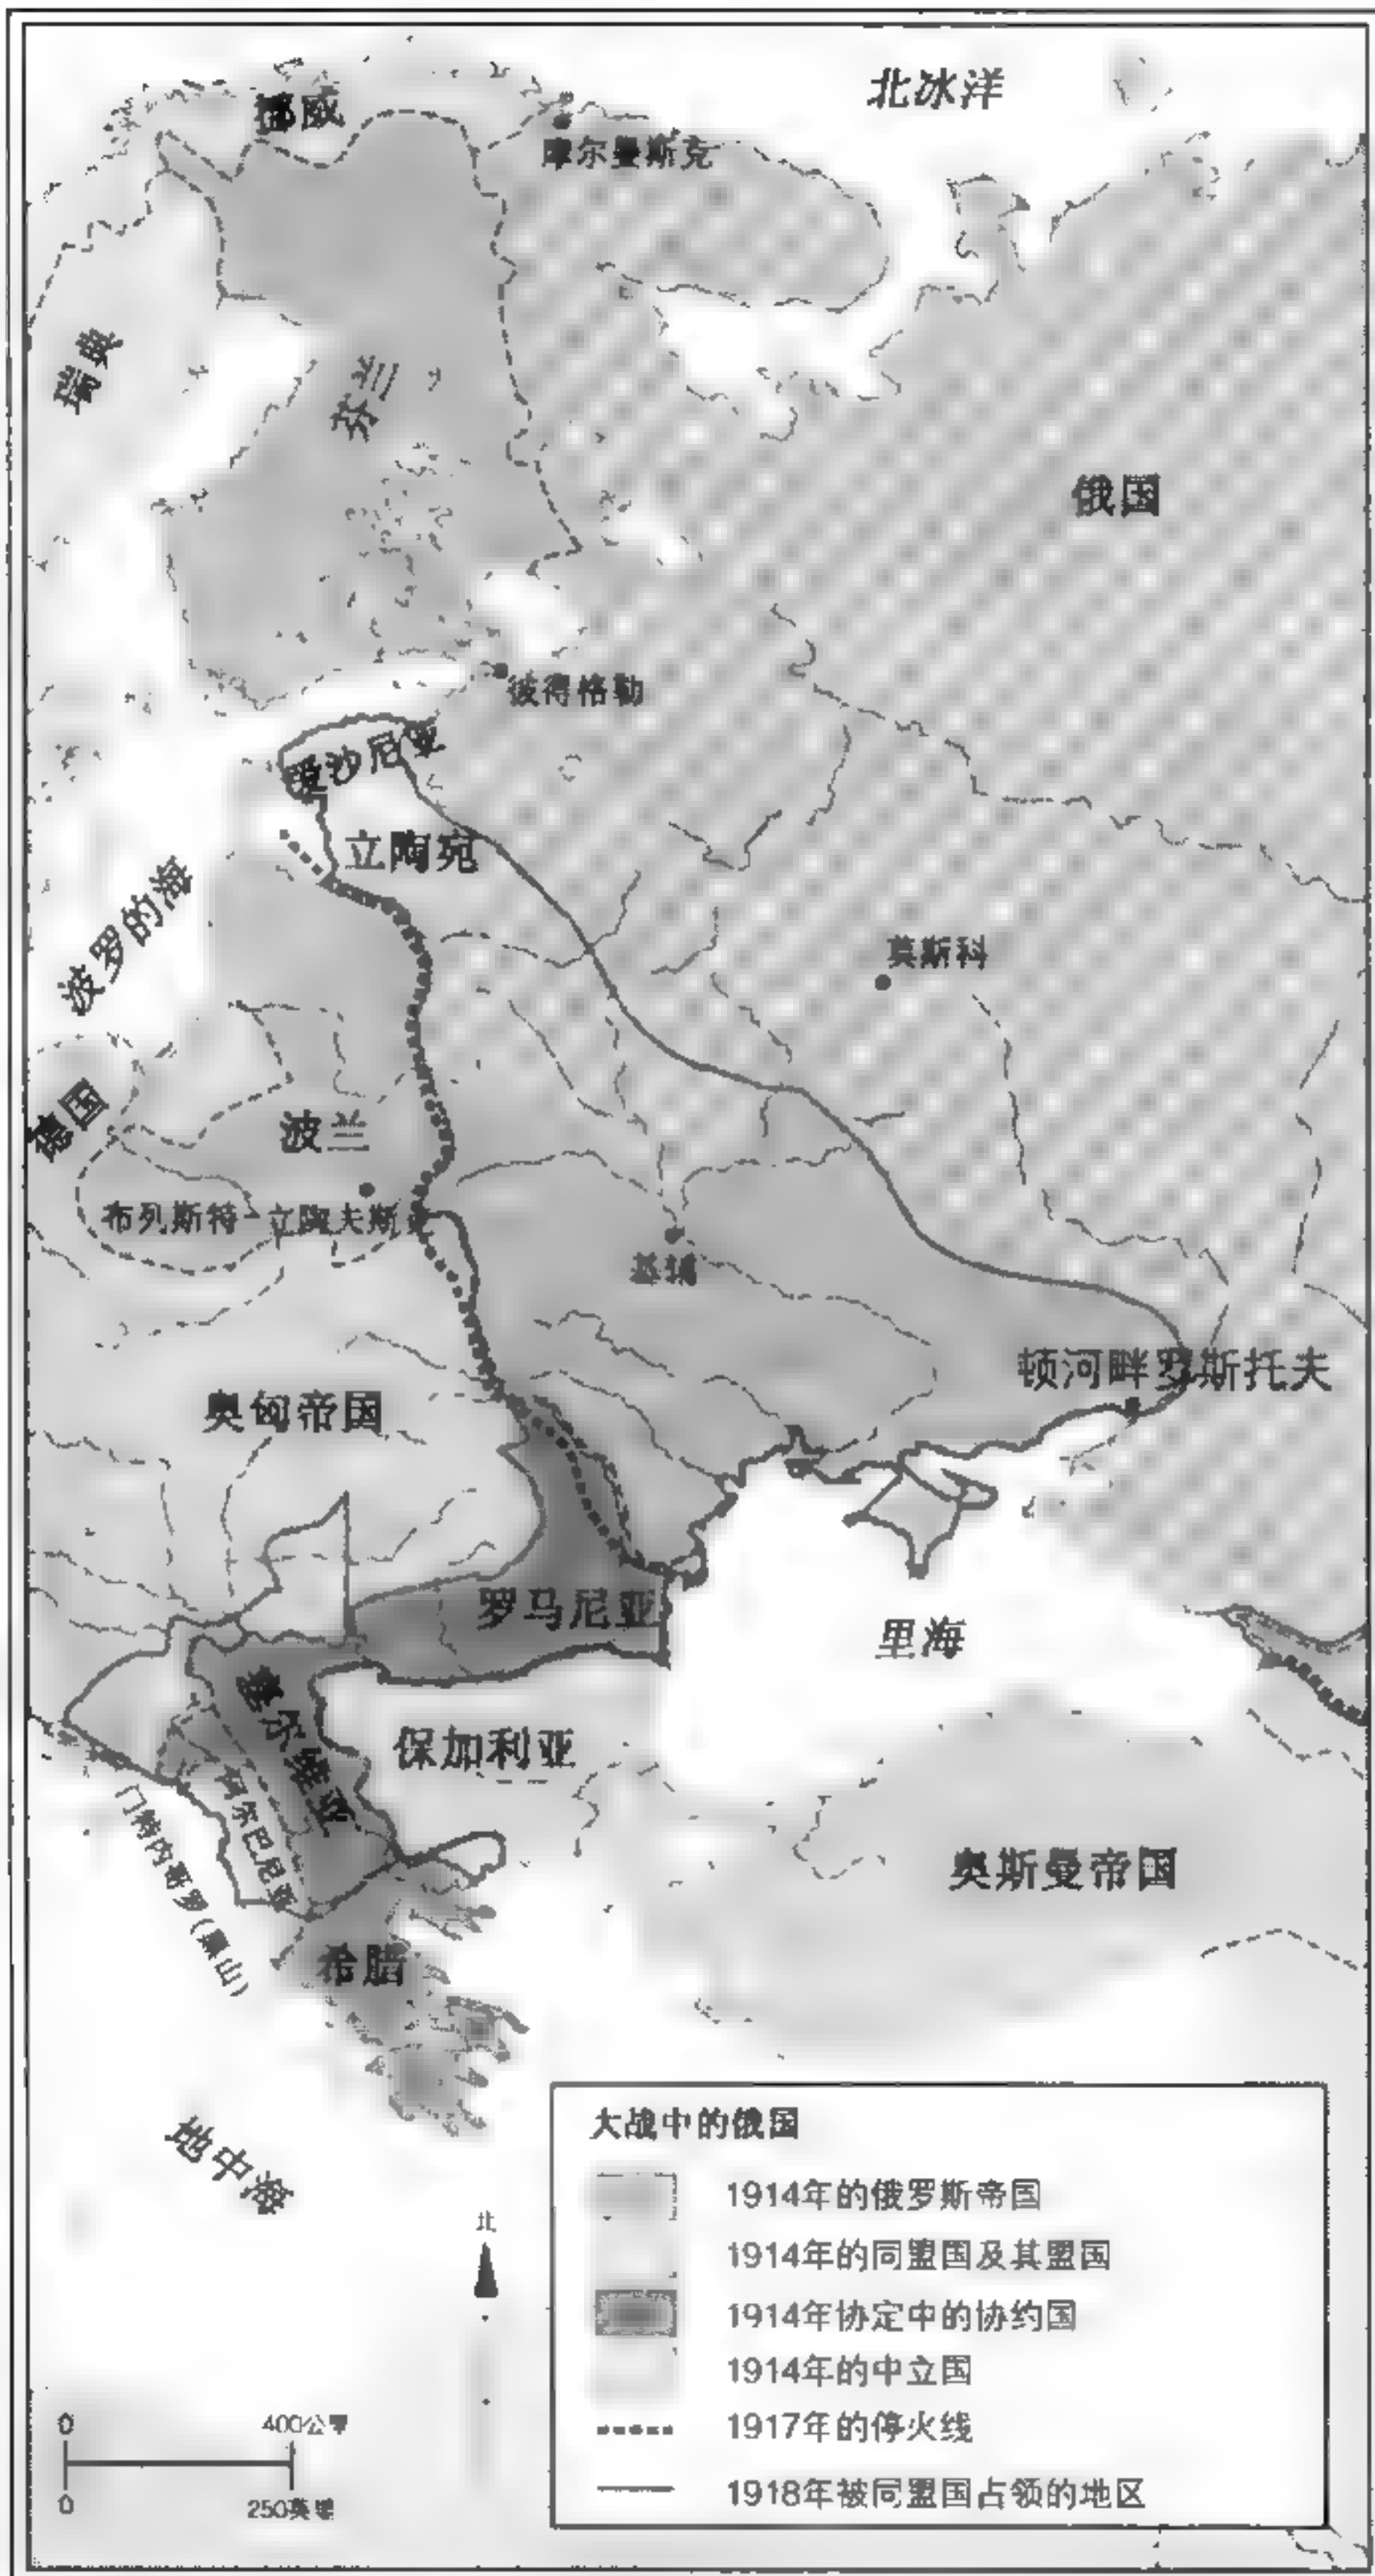 北冰洋
挪威
摩尔曼斯克
瑞典
芬兰
俄国
彼得格勒
爱沙尼亚
立陶宛
波罗的海
莫斯科
德国
波兰
布列斯特-立陶夫斯克
基辅
顿河畔罗斯托夫
奥匈帝国
罗马尼亚
里海
塞尔维亚
保加利亚
阿尔巴尼亚
门特内哥罗(黑山)
奥斯曼帝国
希腊
地中海
北
0
400公里
0
250英里
大战中的俄国
1914年的俄罗斯帝国
1914年的同盟国及其盟国
1914年协定中的协约国
1914年的中立国
1917年的停火线
1918年被同盟国占领的地区